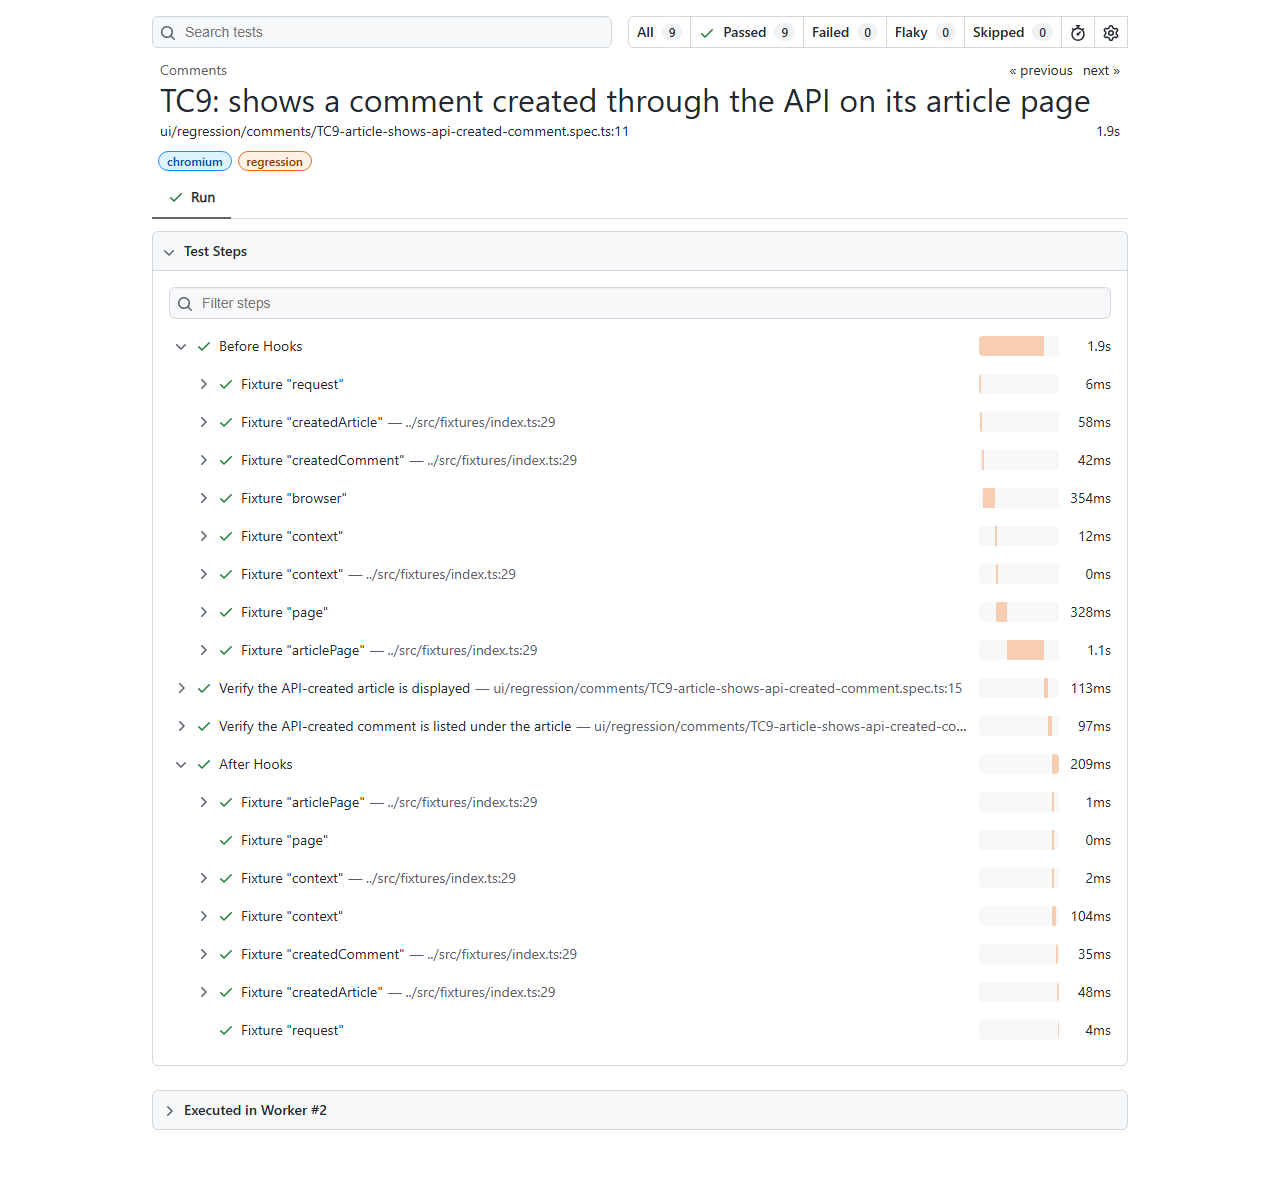 Search tests
All 9 Passed 9 Failed 0 Flaky 0 Skipped 0
Comments
« previous next »
TC9: shows a comment created through the API on its article page
ui/regression/comments/TC9-article-shows-api-created-comment.spec.ts:11 1.9s
chromium regression
Run
Test Steps
Filter steps
Before Hooks 1.9s
Fixture "request" 6ms
Fixture "createdArticle" — ../src/fixtures/index.ts:29 58ms
Fixture "createdComment" — ../src/fixtures/index.ts:29 42ms
Fixture "browser" 354ms
Fixture "context" 12ms
Fixture "context" — ../src/fixtures/index.ts:29 0ms
Fixture "page" 328ms
Fixture "articlePage" — ../src/fixtures/index.ts:29 1.1s
Verify the API-created article is displayed — ui/regression/comments/TC9-article-shows-api-created-comment.spec.ts:15 113ms
Verify the API-created comment is listed under the article — ui/regression/comments/TC9-article-shows-api-created-co... 97ms
After Hooks 209ms
Fixture "articlePage" — ../src/fixtures/index.ts:29 1ms
Fixture "page" 0ms
Fixture "context" — ../src/fixtures/index.ts:29 2ms
Fixture "context" 104ms
Fixture "createdComment" — ../src/fixtures/index.ts:29 35ms
Fixture "createdArticle" — ../src/fixtures/index.ts:29 48ms
Fixture "request" 4ms
Executed in Worker #2